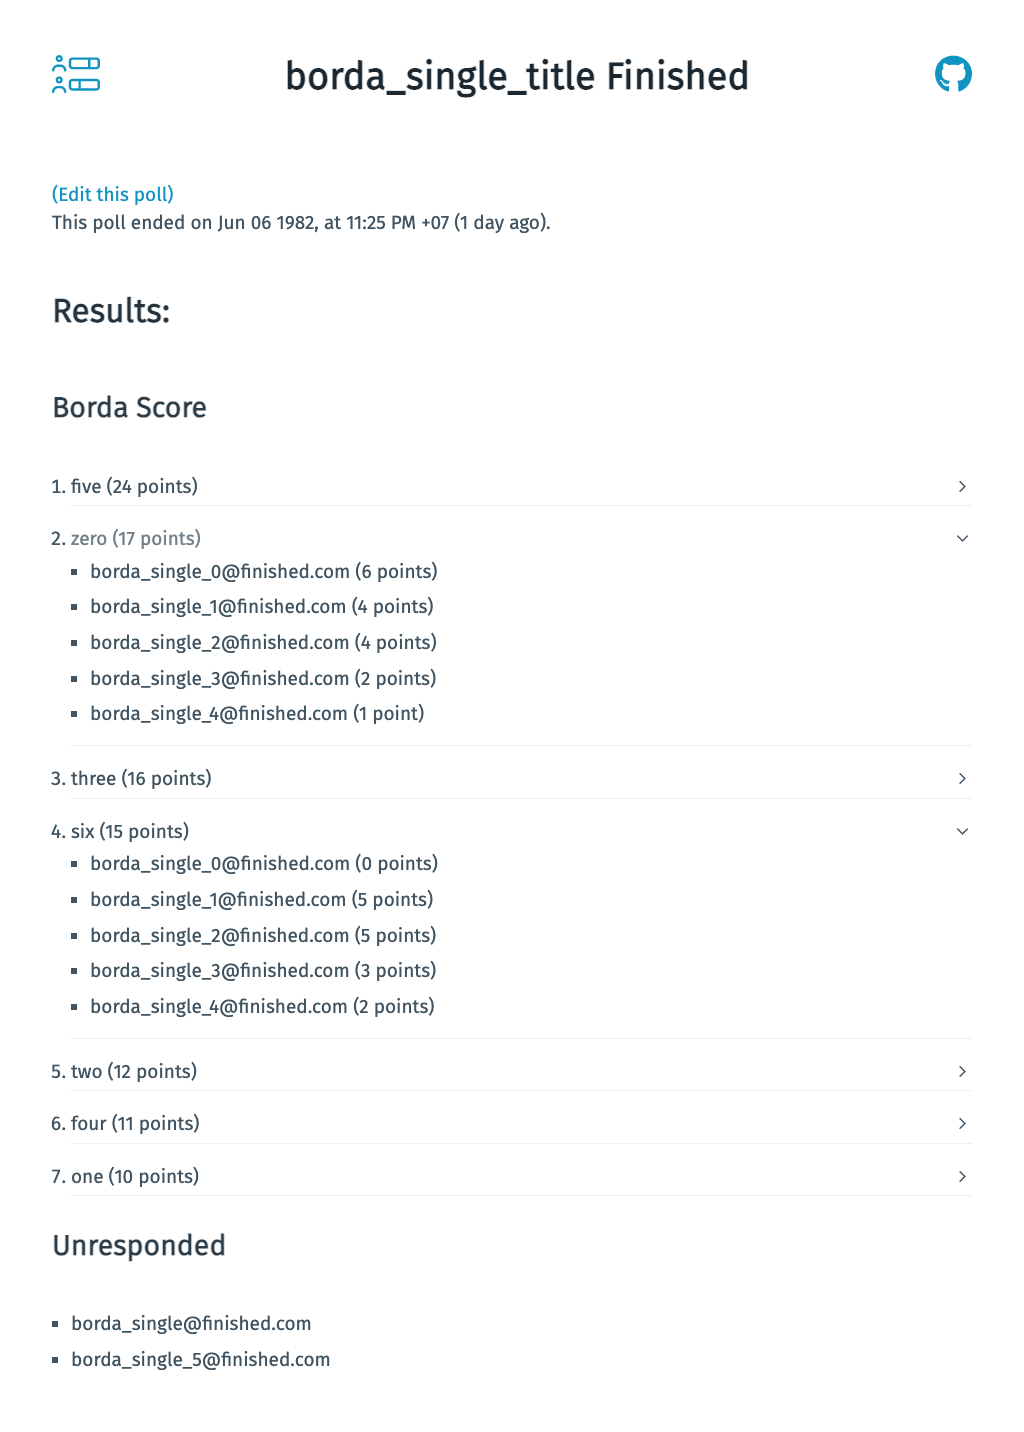 borda_single_title Finished
(Edit this poll)
This poll ended on Jun 06 1982, at 11:25 PM +07 (1 day ago).
Results:
Borda Score
1. five (24 points)
2. zero (17 points)
borda_single_0@finished.com (6 points)
borda_single_1@finished.com (4 points)
borda_single_2@finished.com (4 points)
borda_single_3@finished.com (2 points)
borda_single_4@finished.com (1 point)
3. three (16 points)
4. six (15 points)
borda_single_0@finished.com (0 points)
borda_single_1@finished.com (5 points)
borda_single_2@finished.com (5 points)
borda_single_3@finished.com (3 points)
borda_single_4@finished.com (2 points)
5. two (12 points)
6. four (11 points)
7. one (10 points)
Unresponded
borda_single@finished.com
borda_single_5@finished.com